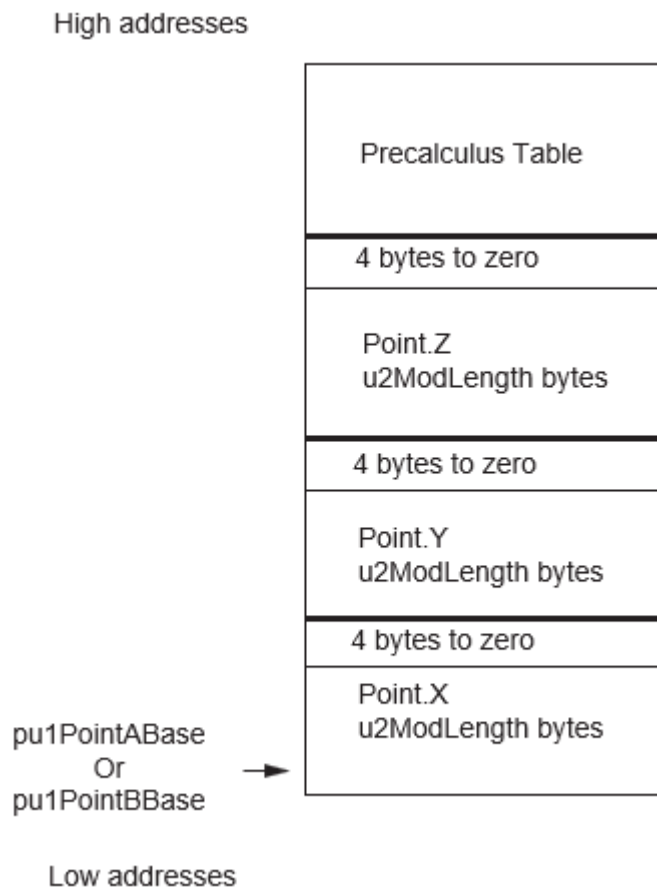 High addresses
Precalculus Table
4 bytes to zero
Point.Z
u2ModLength bytes
4 bytes to zero
Point.Y
u2ModLength bytes
4 bytes to zero
Point.X
u2ModLength bytes
pu1PointABase
Or
pu1PointBBase
Low addresses